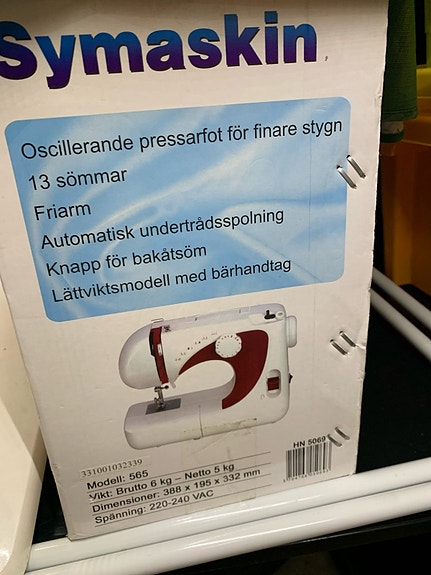 Symaskin
Oscillerande pressarfot för finare stygn
13 sömmar
Friarm
Automatisk undertrådsspolning
Knapp för bakåtsöm
Lättviktsmodell med bärhandtag
331001032339
HN 5069
Modell: 565
Vikt: Brutto 6 kg – Netto 5 kg
Dimensioner: 388 x 195 x 332 mm
Spänning: 220-240 VAC